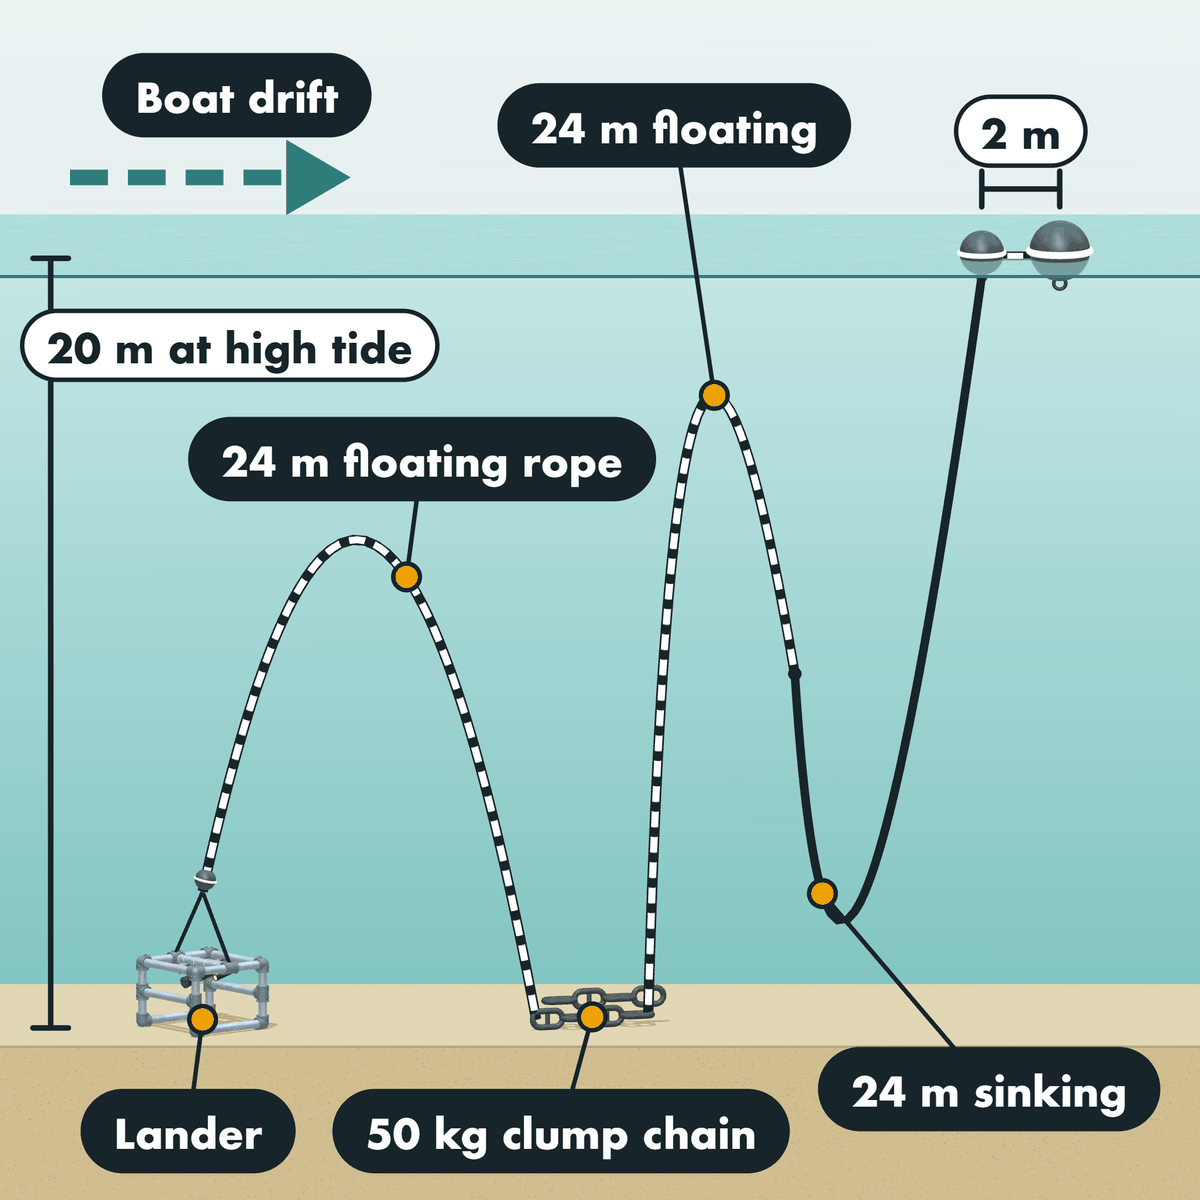 Boat drift
24 m floating
2 m
20 m at high tide
24 m floating rope
24 m sinking
Lander
50 kg clump chain